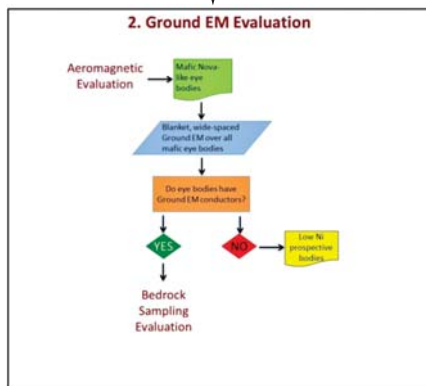 2. Ground EM Evaluation
Aeromagnetic
Evaluation
Mafic Nova-
like eye
bodies
Blanket, wide-spaced
Ground EM over all
mafic eye bodies
Do eye bodies have
Ground EM conductors?
YES
NO
Low Ni
prospective
bodies
Bedrock
Sampling
Evaluation